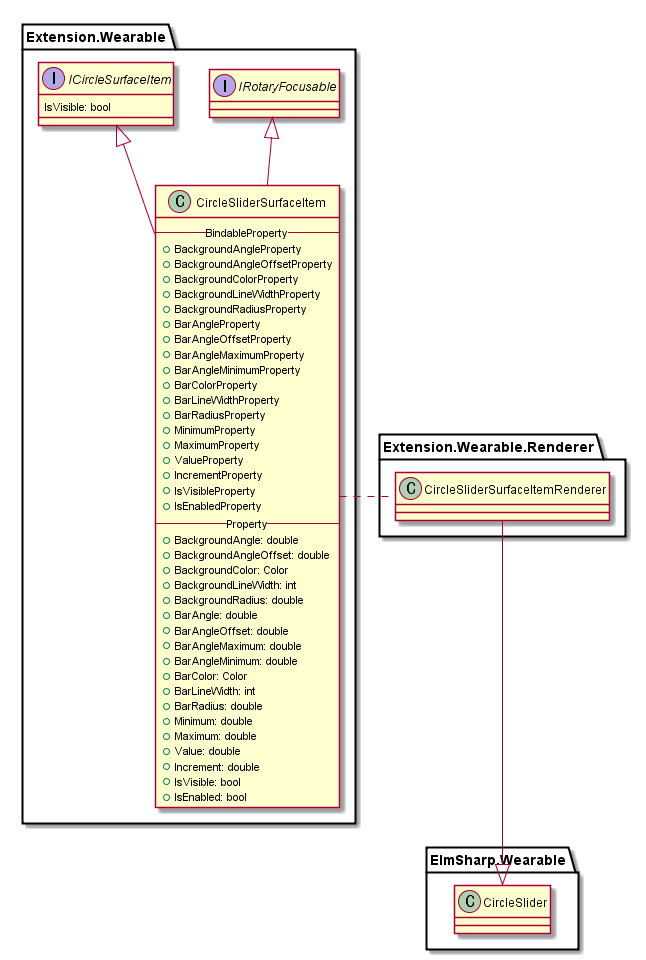 Extension.Wearable
I ICircleSurfaceItem
IsVisible: bool
I IRotaryFocusable
C CircleSliderSurfaceItem
BindableProperty
BackgroundAngleProperty
BackgroundAngleOffsetProperty
BackgroundColorProperty
BackgroundLineWidthProperty
BackgroundRadiusProperty
BarAngleProperty
BarAngleOffsetProperty
BarAngleMaximumProperty
BarAngleMinimumProperty
BarColorProperty
BarLineWidthProperty
BarRadiusProperty
MinimumProperty
MaximumProperty
ValueProperty
IncrementProperty
IsVisibleProperty
IsEnabledProperty
Property
BackgroundAngle: double
BackgroundAngleOffset: double
BackgroundColor: Color
BackgroundLineWidth: int
BackgroundRadius: double
BarAngle: double
BarAngleOffset: double
BarAngleMaximum: double
BarAngleMinimum: double
BarColor: Color
BarLineWidth: int
BarRadius: double
Minimum: double
Maximum: double
Value: double
Increment: double
IsVisible: bool
IsEnabled: bool
Extension.Wearable.Renderer
C CircleSliderSurfaceItemRenderer
ElmSharp.Wearable
C CircleSlider